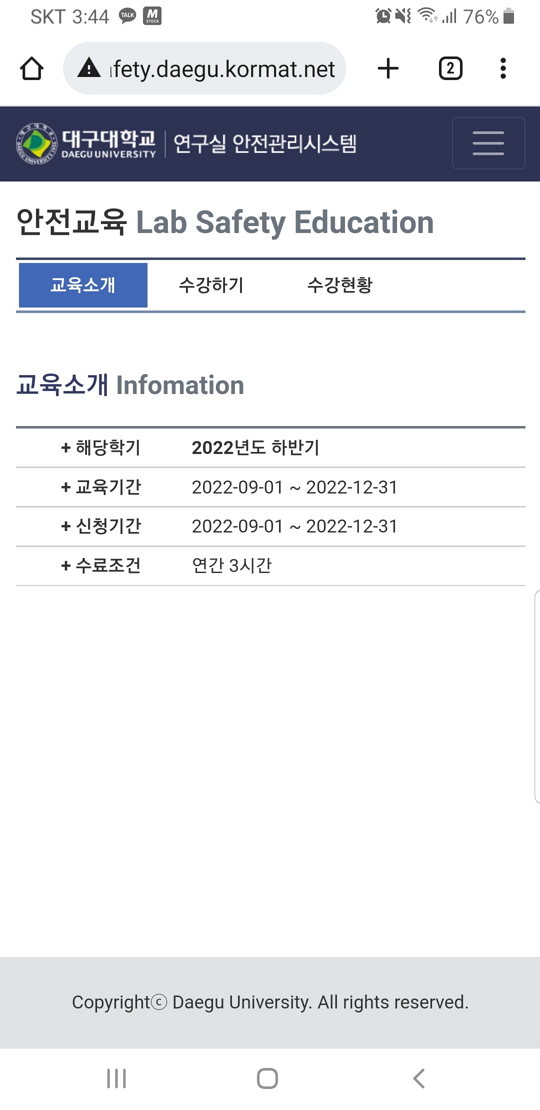 SKT 3:44 TALK M STOCK 76%
fety.daegu.kormat.net 2
대구대학교 연구실 안전관리시스템
DAEGU UNIVERSITY
안전교육 Lab Safety Education
교육소개 수강하기 수강현황
교육소개 Infomation
+ 해당학기 2022년도 하반기
+ 교육기간 2022-09-01 ~ 2022-12-31
+ 신청기간 2022-09-01 ~ 2022-12-31
+ 수료조건 연간 3시간
Copyrightⓒ Daegu University. All rights reserved.